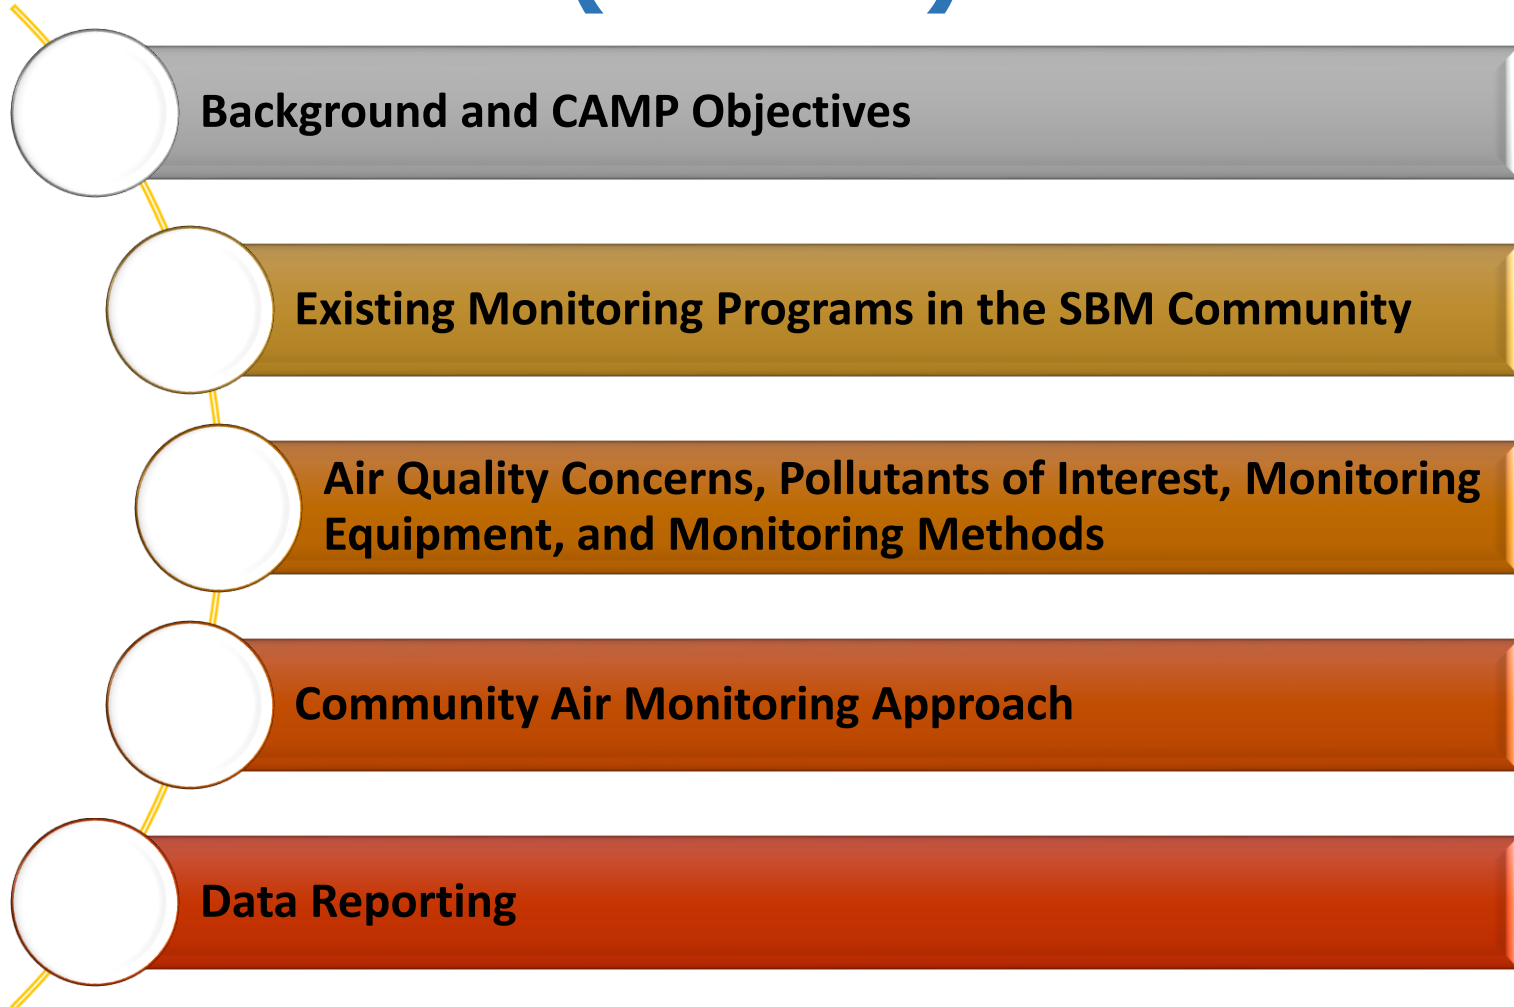 Background and CAMP Objectives
Existing Monitoring Programs in the SBM Community
Air Quality Concerns, Pollutants of Interest, Monitoring
Equipment, and Monitoring Methods
Community Air Monitoring Approach
Data Reporting